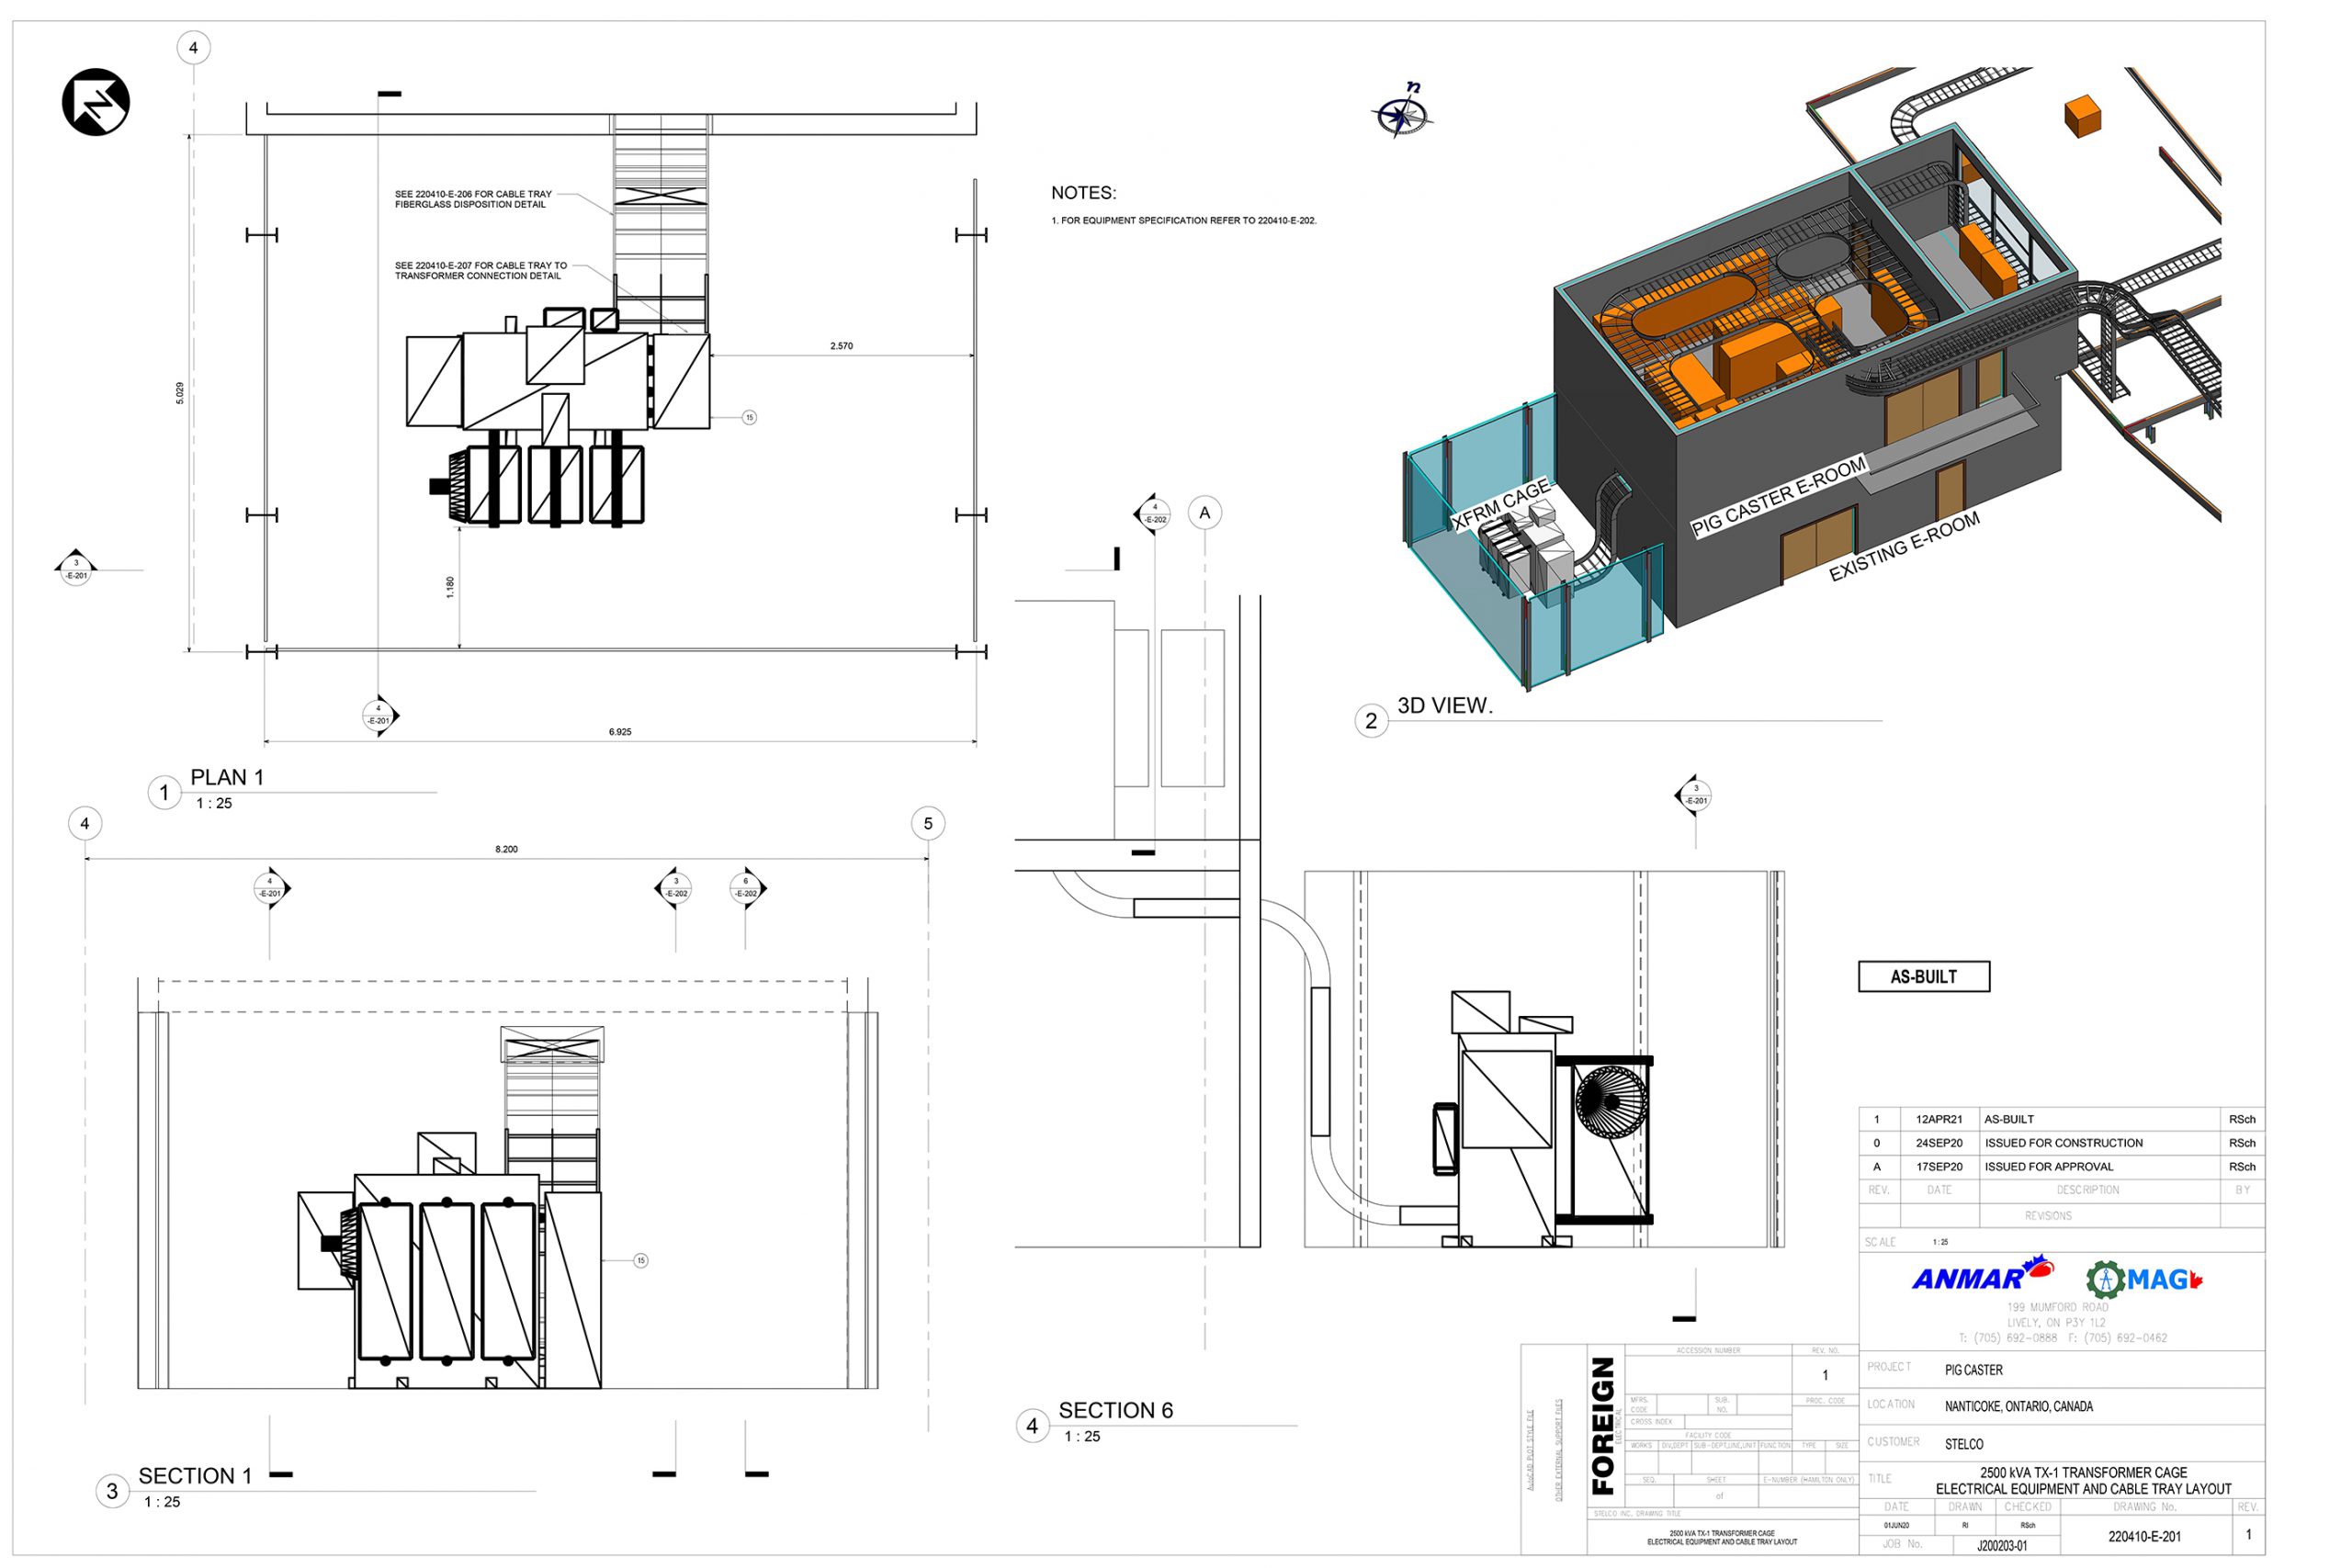 4
N
SEE 220410-E-206 FOR CABLE TRAY
FIBERGLASS DISPOSITION DETAIL
SEE 220410-E-207 FOR CABLE TRAY TO
TRANSFORMER CONNECTION DETAIL
2.570
5.029
15
1.180
3
-E-201
4
-E-201
6.925
1
PLAN 1
1 : 25
n
NOTES:
1. FOR EQUIPMENT SPECIFICATION REFER TO 220410-E-202.
XFRM CAGE
PIG CASTER E-ROOM
EXISTING E-ROOM
2
3D VIEW.
4
5
8.200
4
-E-201
3
-E-202
6
-E-202
15
3
SECTION 1
1 : 25
4
-E-202
A
3
-E-201
4
SECTION 6
1 : 25
AS-BUILT
1 12APR21 AS-BUILT RSch
0 24SEP20 ISSUED FOR CONSTRUCTION RSch
A 17SEP20 ISSUED FOR APPROVAL RSch
REV. DATE DESCRIPTION BY
REVISIONS
SCALE 1:25
ANMAR MAG
199 MUMFORD ROAD
LIVELY, ON P3Y 1L2
T: (705) 692-0888 F: (705) 692-0462
PROJECT PIG CASTER
LOCATION NANTICOKE, ONTARIO, CANADA
CUSTOMER STELCO
TITLE 2500 kVA TX-1 TRANSFORMER CAGE
ELECTRICAL EQUIPMENT AND CABLE TRAY LAYOUT
DATE DRAWN CHECKED DRAWING No. REV.
01JUN20 RI RSch 220410-E-201 1
JOB No. J200203-01
AutoCAD PLOT STYLE FILE
OTHER EXTERNAL SUPPORT FILES
FOREIGN
ELECTRICAL
ACCESSION NUMBER REV. NO.
1
MFRS. CODE SUB. NO. PROC. CODE
CROSS INDEX
FACILITY CODE
WORKS DIV,DEPT SUB-DEPT,LINE,UNIT FUNCTION TYPE SIZE
SEQ. SHEET E-NUMBER (HAMILTON ONLY)
of
STELCO INC. DRAWING TITLE
2500 kVA TX-1 TRANSFORMER CAGE
ELECTRICAL EQUIPMENT AND CABLE TRAY LAYOUT